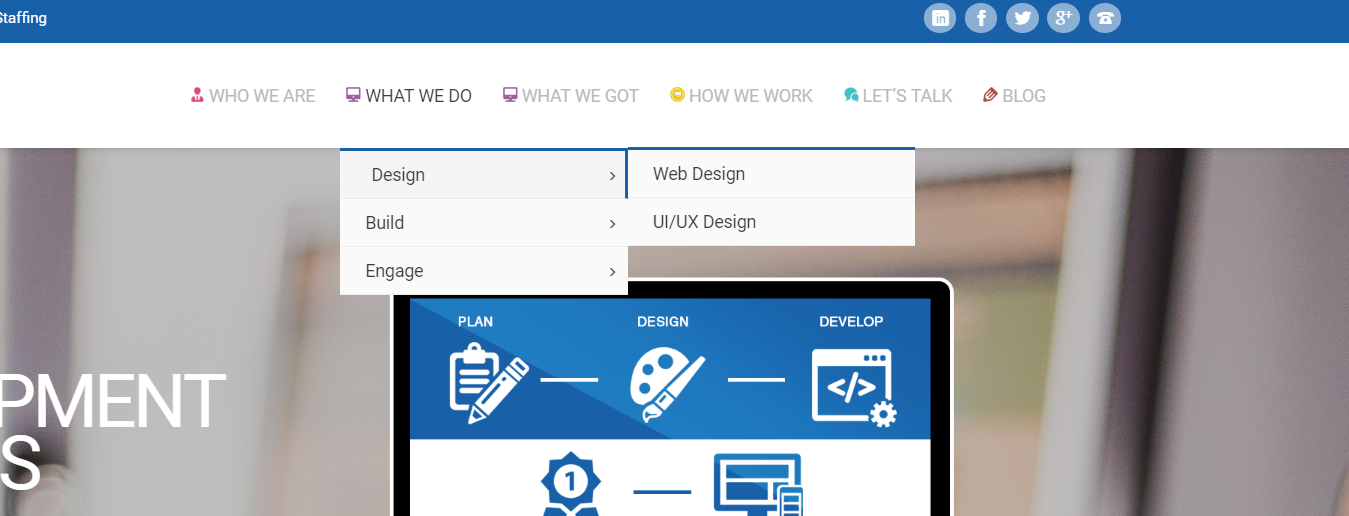 Staffing
WHO WE ARE
WHAT WE DO
WHAT WE GOT
HOW WE WORK
LET'S TALK
BLOG
Design
Web Design
Build
UI/UX Design
Engage
PLAN
DESIGN
DEVELOP
PMENT
S
1